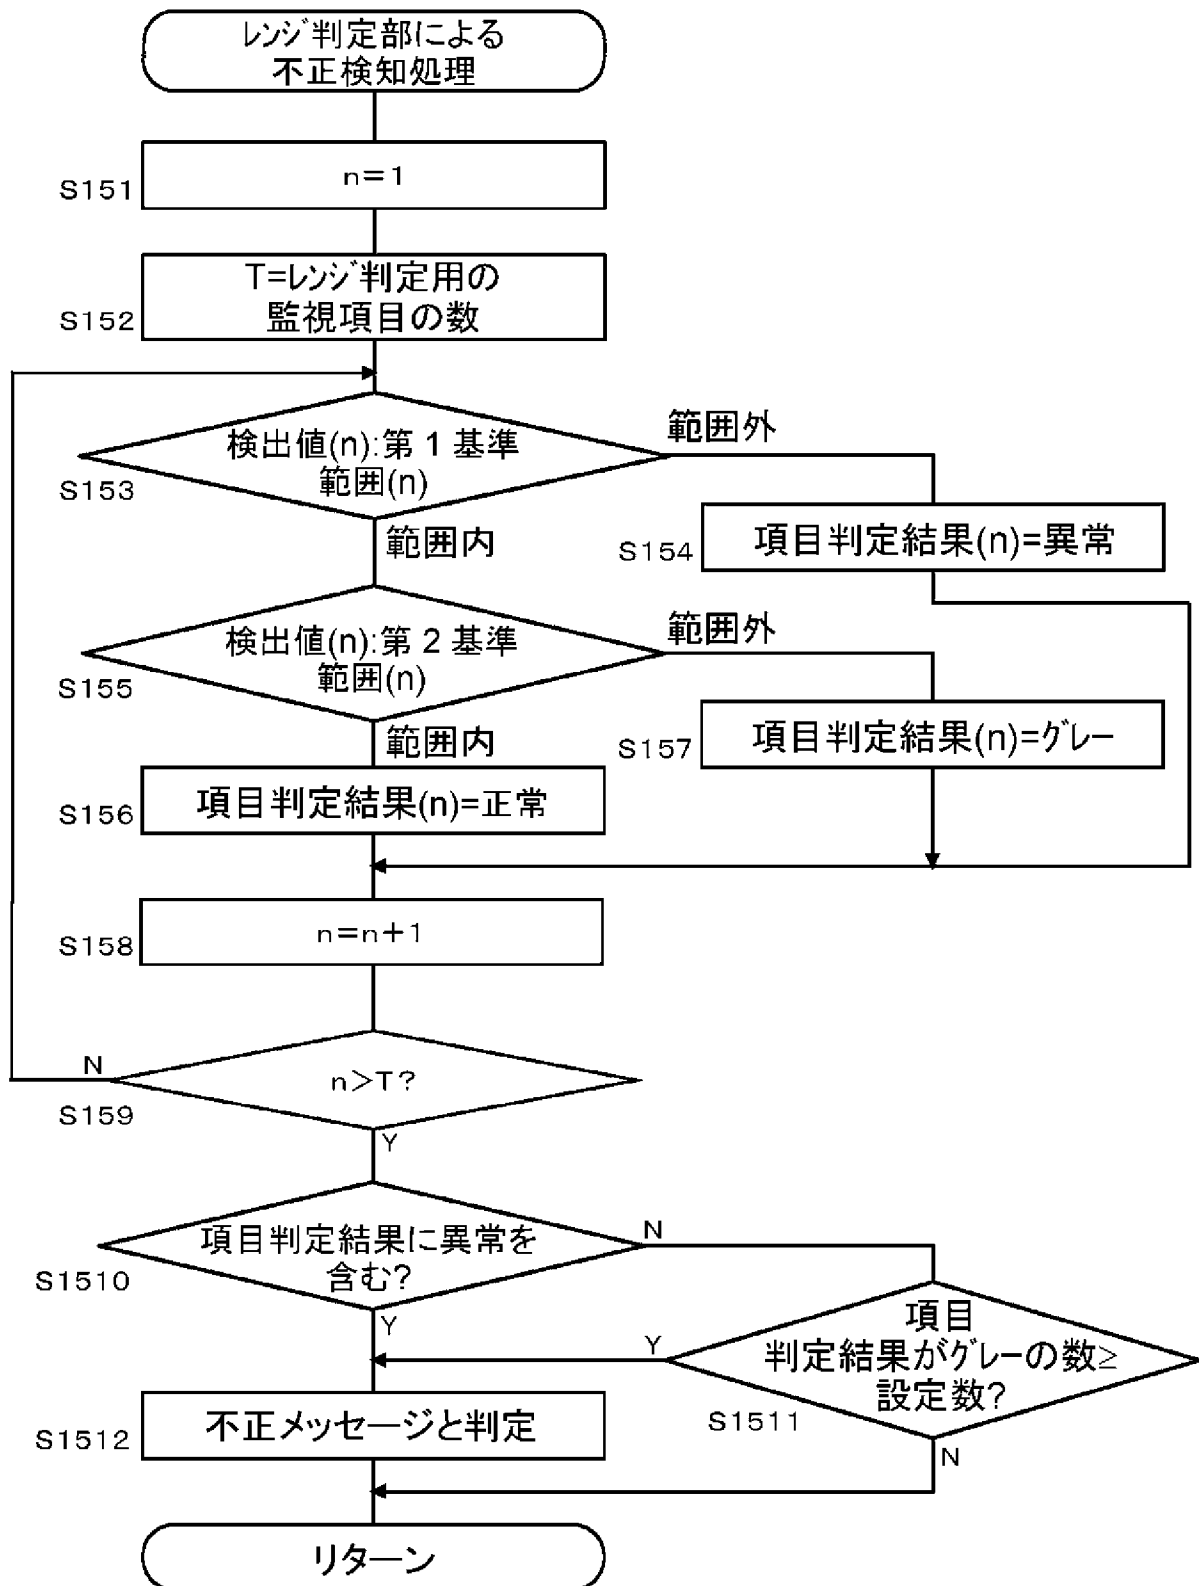 レンジ判定部による
不正検知処理
S151
n=1
S152
T=レンジ判定用の
監視項目の数
検出値(n):第1基準
範囲(n)
S153
範囲外
範囲内
S154
項目判定結果(n)=異常
検出値(n):第2基準
範囲(n)
S155
範囲外
範囲内
S157
項目判定結果(n)=グレー
S156
項目判定結果(n)=正常
S158
n=n+1
N
n>T?
S159
Y
項目判定結果に異常を
含む?
S1510
N
Y
項目
判定結果がグレーの数≥
設定数?
S1511
Y
N
S1512
不正メッセージと判定
リターン